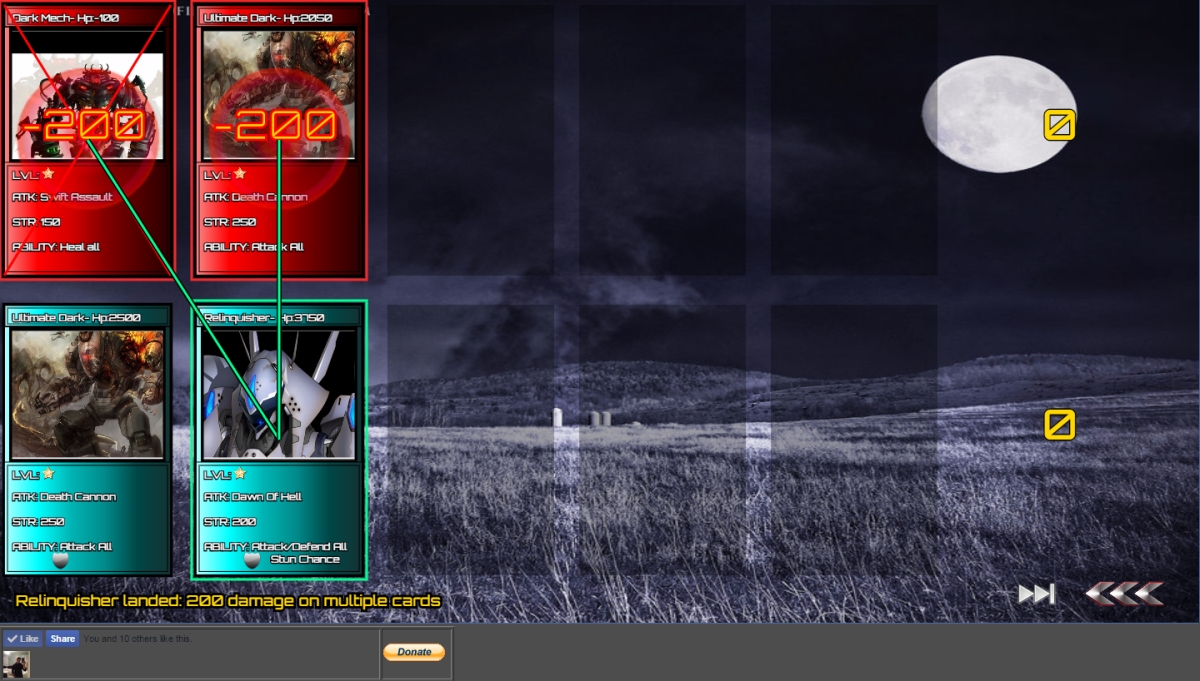 Dark Mech- Hp:-100
-200
LVL:
ATK: Swift Assault
STR: 150
ABILITY: Heal all
Ultimate Dark- Hp:2050
-200
LVL:
ATK: Death Cannon
STR: 250
ABILITY: Attack All
0
Ultimate Dark- Hp:2500
LVL:
ATK: Death Cannon
STR: 250
ABILITY: Attack All
Relinquisher- Hp:3750
LVL:
ATK: Dawn Of Hell
STR: 200
ABILITY: Attack/Defend All
Stun Chance
0
Relinquisher landed: 200 damage on multiple cards
Like Share You and 10 others like this.
Donate